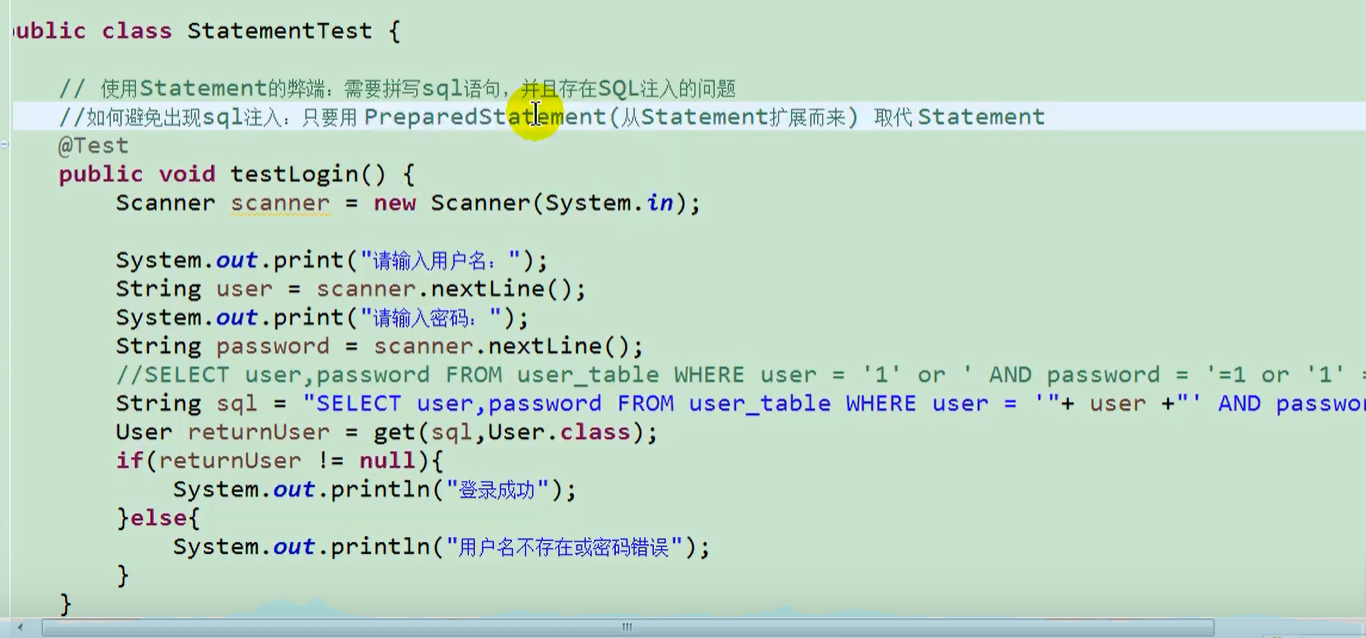 public class StatementTest {
// 使用Statement的弊端：需要拼写sql语句，并且存在SQL注入的问题
//如何避免出现sql注入：只要用 PreparedStatement(从Statement扩展而来) 取代 Statement
@Test
public void testLogin() {
Scanner scanner = new Scanner(System.in);
System.out.print("请输入用户名：");
String user = scanner.nextLine();
System.out.print("请输入密码：");
String password = scanner.nextLine();
//SELECT user,password FROM user_table WHERE user = '1' or ' AND password = '=1 or '1' =
String sql = "SELECT user,password FROM user_table WHERE user = '"+ user +"' AND passwor
User returnUser = get(sql,User.class);
if(returnUser != null){
System.out.println("登录成功");
}else{
System.out.println("用户名不存在或密码错误");
}
}